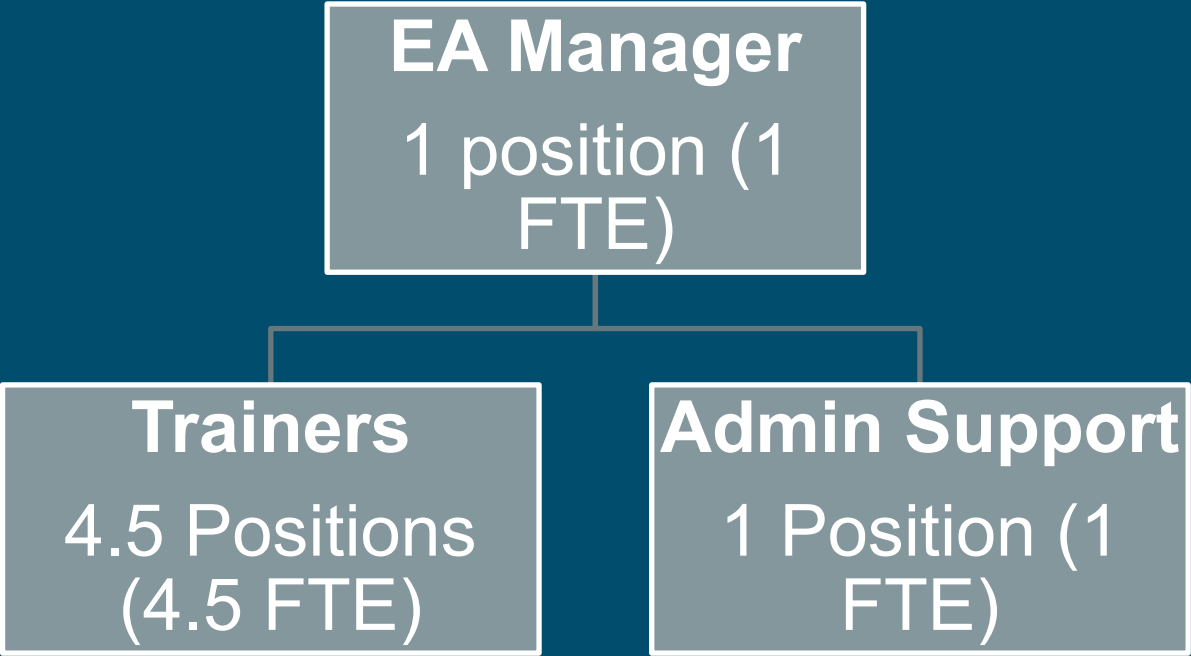 EA Manager
1 position (1
FTE)
Trainers
4.5 Positions
(4.5 FTE)
Admin Support
1 Position (1
FTE)